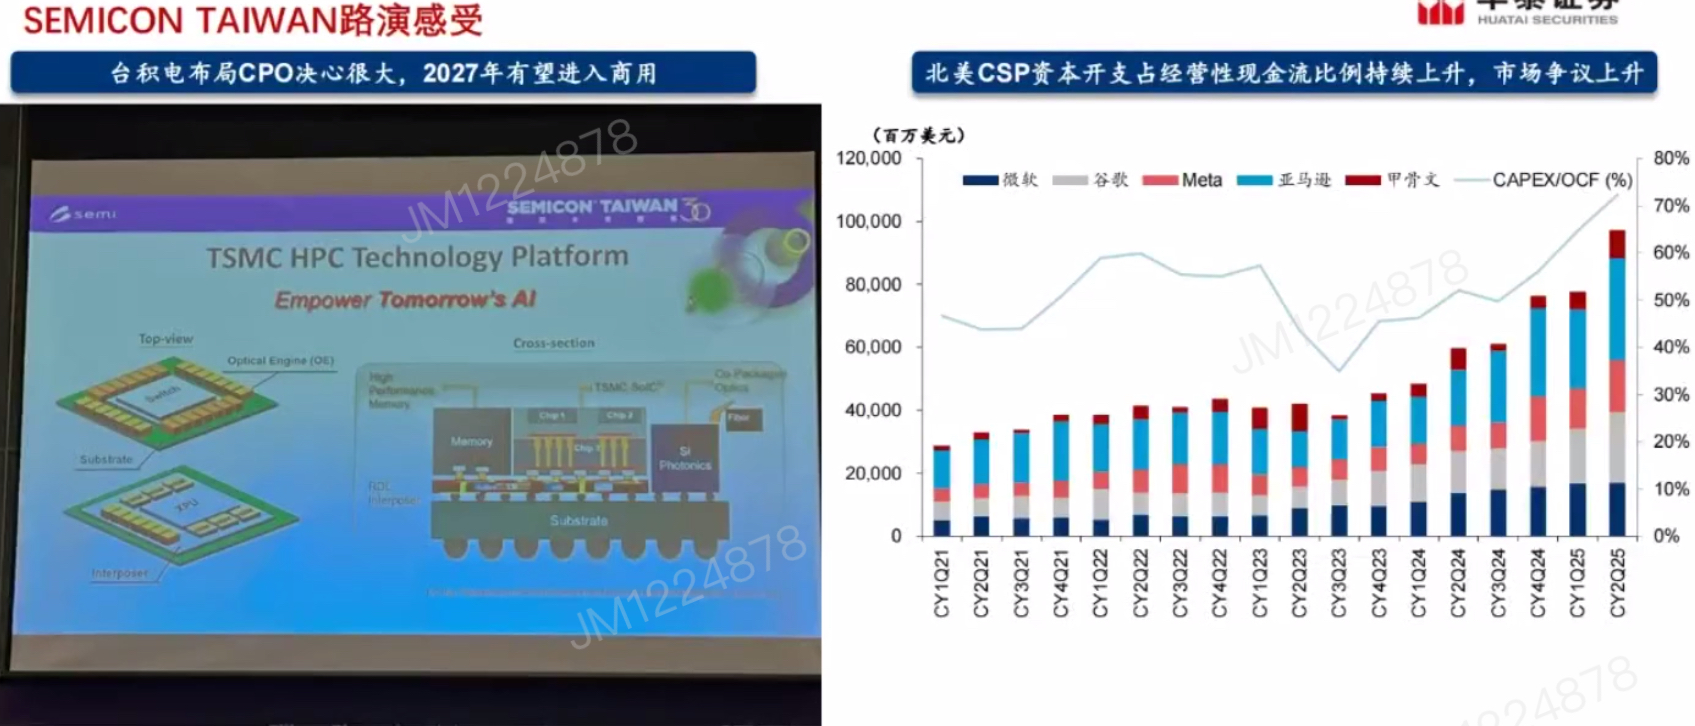 SEMICON TAIWAN路演感受
华泰证券
HUATAI SECURITIES
台积电布局CPO决心很大，2027年有望进入商用
semi
SEMICON TAIWAN
TSMC HPC Technology Platform
Empower Tomorrow's AI
Top-view
Optical Engine (OE)
Switch
Substrate
XPU
Interposer
Cross-section
High
Performance
Memory
TSMC-SoIC
Co-Packaged
Optics
Chip 1
Chip 2
Fiber
Memory
Chip
Si
Photonics
RDL
Interposer
Substrate
JM1224878
JM1224878
北美CSP资本开支占经营性现金流比例持续上升，市场争议上升
（百万美元）
微软
谷歌
Meta
亚马逊
甲骨文
CAPEX/OCF (%)
120,000
100,000
80,000
60,000
40,000
20,000
0
80%
70%
60%
50%
40%
30%
20%
10%
0%
CY1Q21
CY2Q21
CY3Q21
CY4Q21
CY1Q22
CY2Q22
CY3Q22
CY4Q22
CY1Q23
CY2Q23
CY3Q23
CY4Q23
CY1Q24
CY2Q24
CY3Q24
CY4Q24
CY1Q25
CY2Q25
JM1224878
224878